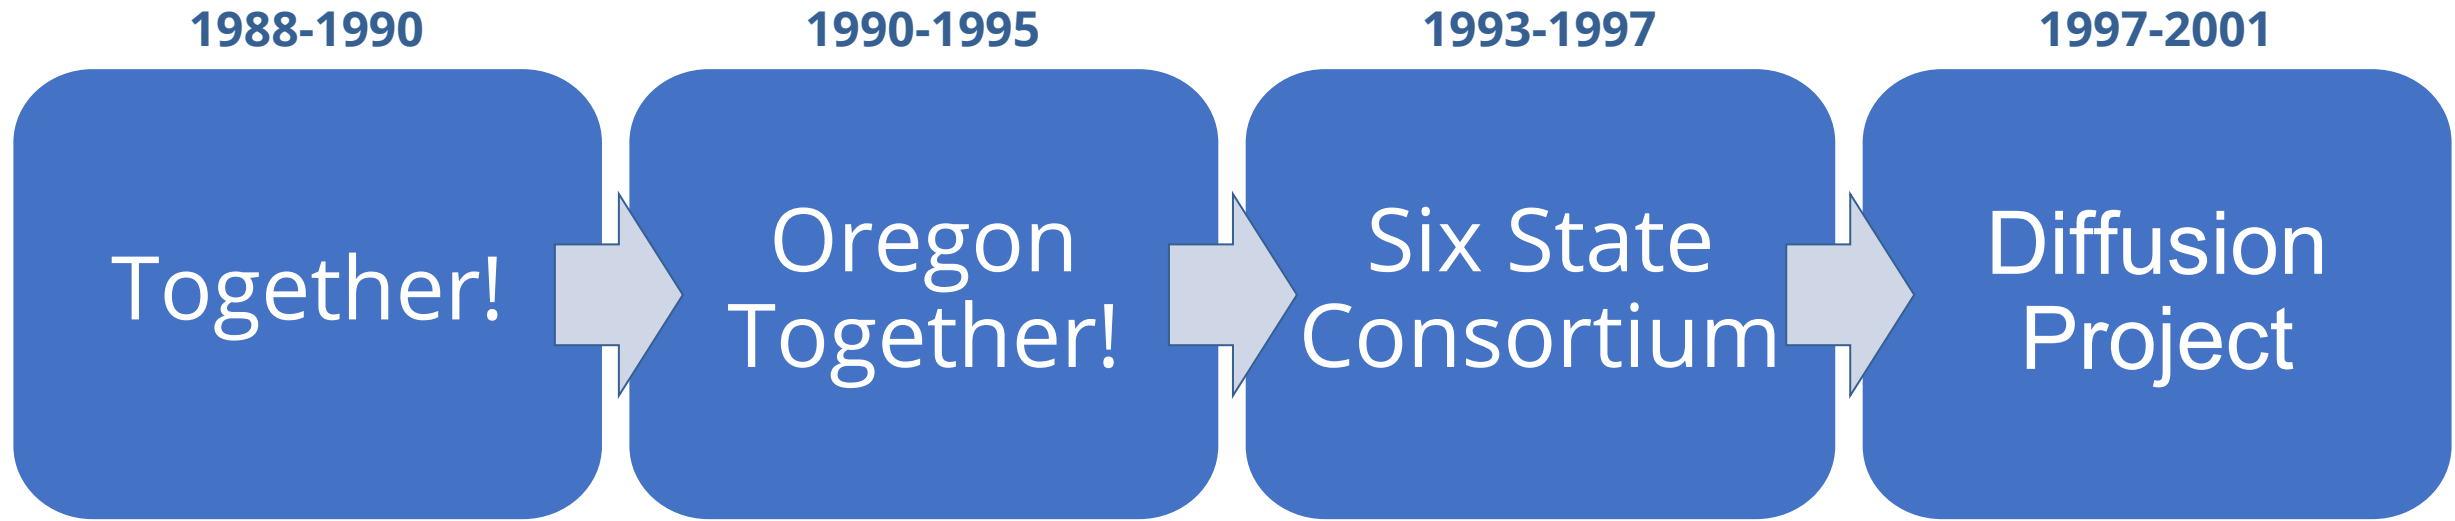 1988-1990
1990-1995
1993-1997
1997-2001
Together!
Oregon
Together!
Six State
Consortium
Diffusion
Project